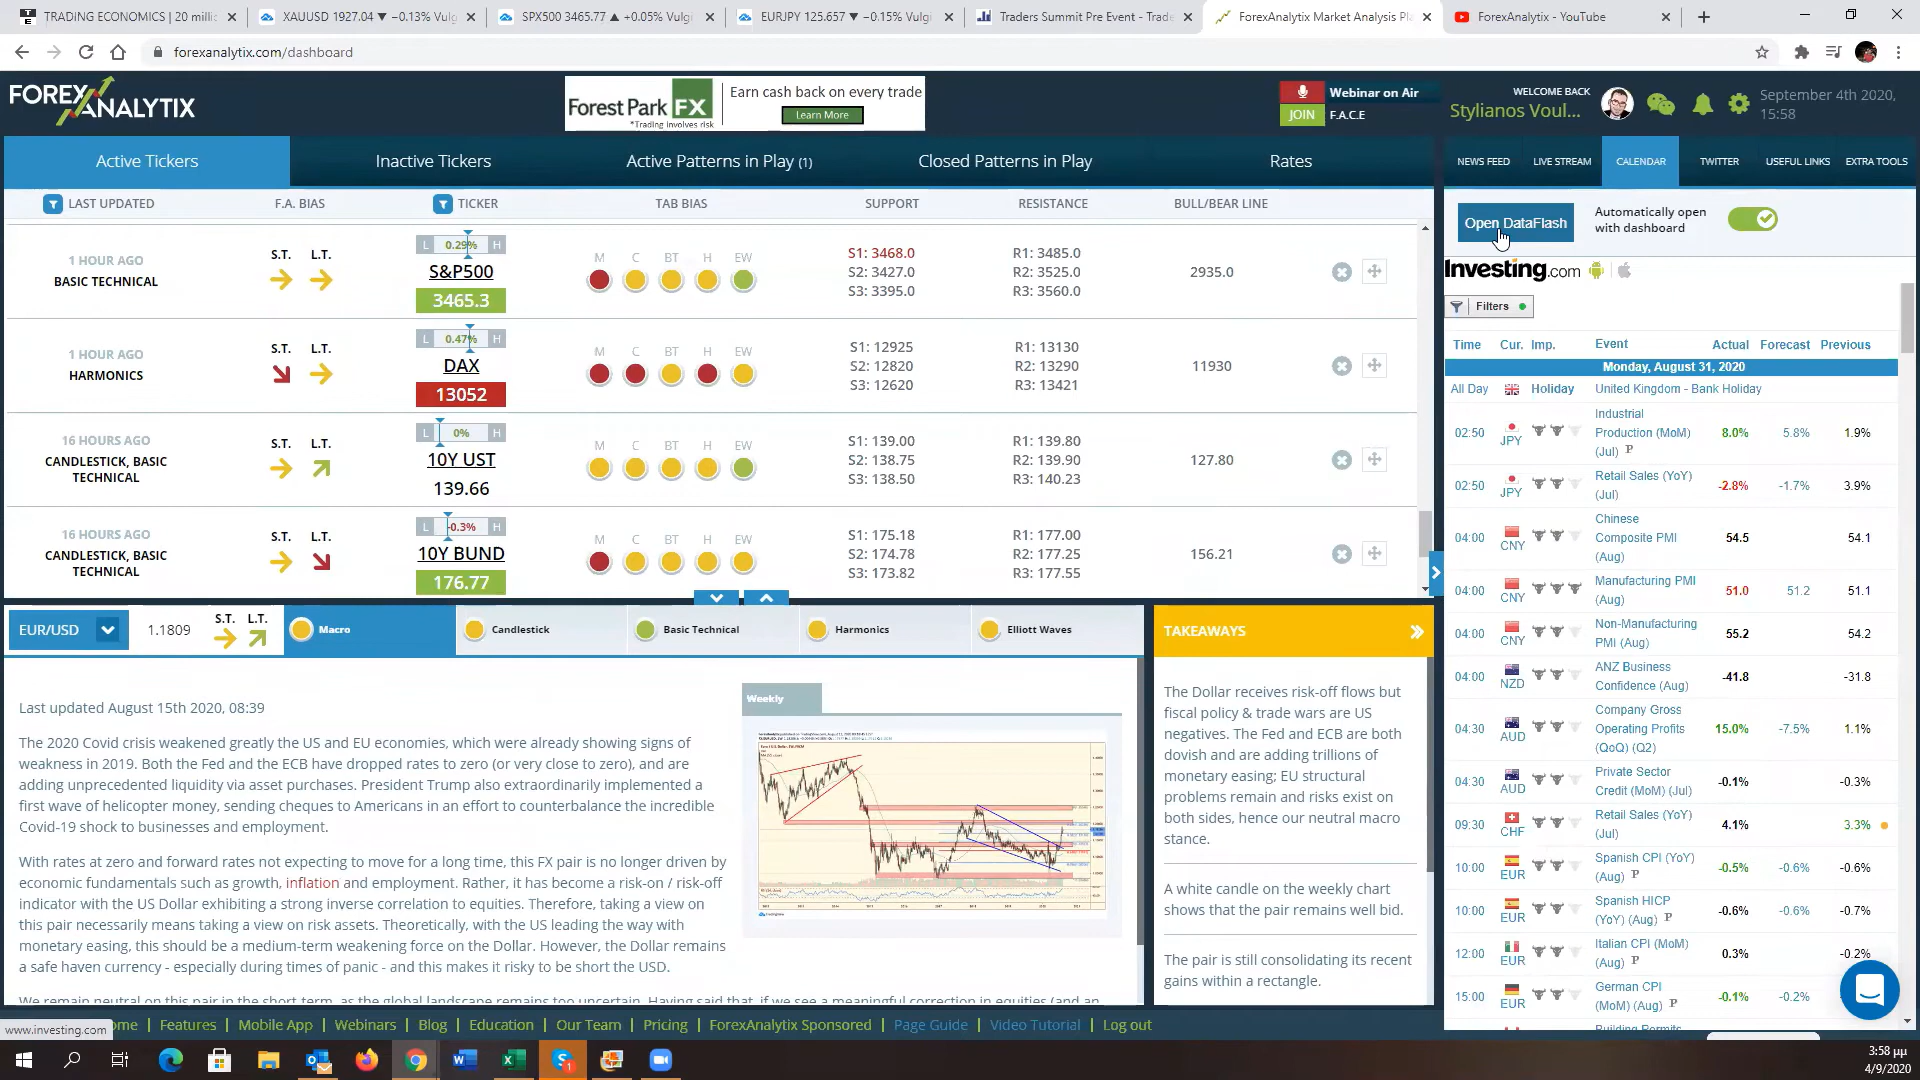 TRADING ECONOMICS | 20 milli
XAUUSD 1927.04 ▼ −0.13% Vulgi
SPX500 3465.77 ▲ +0.05% Vulgi
EURJPY 125.657 ▼ −0.15% Vulgi
Traders Summit Pre Event - Trade
ForexAnalytix Market Analysis Pl
ForexAnalytix - YouTube
forexanalytix.com/dashboard
FOREX ANALYTIX
Forest Park FX
*Trading involves risk
Earn cash back on every trade
Learn More
Webinar on Air
JOIN F.A.C.E
WELCOME BACK
Stylianos Voul...
September 4th 2020,
15:58
Active Tickers
Inactive Tickers
Active Patterns in Play (1)
Closed Patterns in Play
Rates
NEWS FEED
LIVE STREAM
CALENDAR
TWITTER
USEFUL LINKS
EXTRA TOOLS
LAST UPDATED F.A. BIAS TICKER TAB BIAS SUPPORT RESISTANCE BULL/BEAR LINE
1 HOUR AGO
BASIC TECHNICAL
S.T. L.T.
L 0.29% H
S&P500
3465.3
M C BT H EW
S1: 3468.0
S2: 3427.0
S3: 3395.0
R1: 3485.0
R2: 3525.0
R3: 3560.0
2935.0
1 HOUR AGO
HARMONICS
S.T. L.T.
L 0.47% H
DAX
13052
M C BT H EW
S1: 12925
S2: 12820
S3: 12620
R1: 13130
R2: 13290
R3: 13421
11930
16 HOURS AGO
CANDLESTICK, BASIC
TECHNICAL
S.T. L.T.
L 0% H
10Y UST
139.66
M C BT H EW
S1: 139.00
S2: 138.75
S3: 138.50
R1: 139.80
R2: 139.90
R3: 140.23
127.80
16 HOURS AGO
CANDLESTICK, BASIC
TECHNICAL
S.T. L.T.
L -0.3% H
10Y BUND
176.77
M C BT H EW
S1: 175.18
S2: 174.78
S3: 173.82
R1: 177.00
R2: 177.25
R3: 177.55
156.21
EUR/USD
1.1809
S.T. L.T.
Macro
Candlestick
Basic Technical
Harmonics
Elliott Waves
Last updated August 15th 2020, 08:39
The 2020 Covid crisis weakened greatly the US and EU economies, which were already showing signs of
weakness in 2019. Both the Fed and the ECB have dropped rates to zero (or very close to zero), and are
adding unprecedented liquidity via asset purchases. President Trump also extraordinarily implemented a
first wave of helicopter money, sending cheques to Americans in an effort to counterbalance the incredible
Covid-19 shock to businesses and employment.
With rates at zero and forward rates not expecting to move for a long time, this FX pair is no longer driven by
economic fundamentals such as growth, inflation and employment. Rather, it has become a risk-on / risk-off
indicator with the US Dollar exhibiting a strong inverse correlation to equities. Therefore, taking a view on
this pair necessarily means taking a view on risk assets. Theoretically, with the US leading the way with
monetary easing, this should be a medium-term weakening force on the Dollar. However, the Dollar remains
a safe haven currency - especially during times of panic - and this makes it risky to be short the USD.
We remain neutral on this pair in the short term, as the global landscape remains too uncertain. Having said that, if we see a meaningful correction in equities (and an
Weekly
TAKEAWAYS
The Dollar receives risk-off flows but
fiscal policy & trade wars are US
negatives. The Fed and ECB are both
dovish and are adding trillions of
monetary easing; EU structural
problems remain and risks exist on
both sides, hence our neutral macro
stance.
A white candle on the weekly chart
shows that the pair remains well bid.
The pair is still consolidating its recent
gains within a rectangle.
Open DataFlash
Automatically open
with dashboard
Investing.com
Filters
Time Cur. Imp. Event Actual Forecast Previous
Monday, August 31, 2020
All Day Holiday United Kingdom - Bank Holiday
02:50 JPY Industrial Production (MoM) (Jul) P 8.0% 5.8% 1.9%
02:50 JPY Retail Sales (YoY) (Jul) -2.8% -1.7% 3.9%
04:00 CNY Chinese Composite PMI (Aug) 54.5 54.1
04:00 CNY Manufacturing PMI (Aug) 51.0 51.2 51.1
04:00 CNY Non-Manufacturing PMI (Aug) 55.2 54.2
04:00 NZD ANZ Business Confidence (Aug) -41.8 -31.8
04:30 AUD Company Gross Operating Profits (QoQ) (Q2) 15.0% -7.5% 1.1%
04:30 AUD Private Sector Credit (MoM) (Jul) -0.1% -0.3%
09:30 CHF Retail Sales (YoY) (Jul) 4.1% 3.3%
10:00 EUR Spanish CPI (YoY) (Aug) P -0.5% -0.6% -0.6%
10:00 EUR Spanish HICP (YoY) (Aug) P -0.6% -0.6% -0.7%
12:00 EUR Italian CPI (MoM) (Aug) P 0.3% -0.2%
15:00 EUR German CPI (MoM) (Aug) P -0.1% -0.2%
Building Permits
www.investing.com
ome | Features | Mobile App | Webinars | Blog | Education | Our Team | Pricing | ForexAnalytix Sponsored | Page Guide | Video Tutorial | Log out
3:58 μμ
4/9/2020